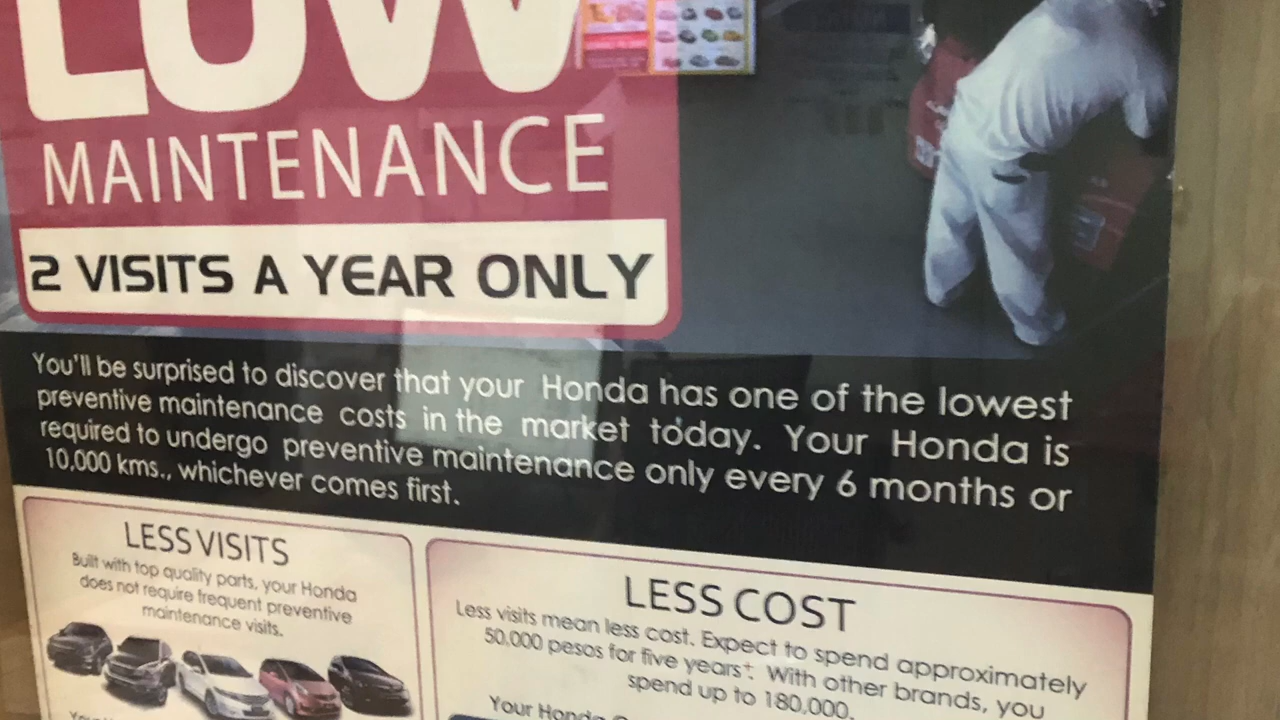 LOW
MAINTENANCE
2 VISITS A YEAR ONLY
You'll be surprised to discover that your Honda has one of the lowest
preventive maintenance costs in the market today. Your Honda is
required to undergo preventive maintenance only every 6 months or
10,000 kms., whichever comes first.
LESS VISITS
Built with top quality parts, your Honda
does not require frequent preventive
maintenance visits.
LESS COST
Less visits mean less cost. Expect to spend approximately
50,000 pesos for five years†. With other brands, you
spend up to 180,000.
Your Honda